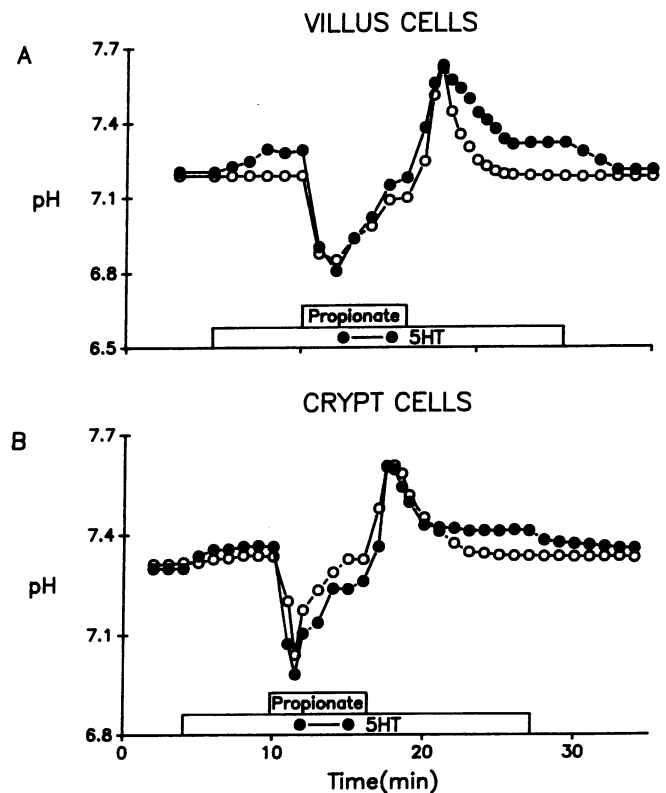 VILLUS CELLS
A
7.7
7.4
pH
7.1
6.8
Propionate
5HT
6.5
CRYPT CELLS
B
7.7
7.4
pH
7.1
Propionate
5HT
6.8
0 10 20 30
Time(min)